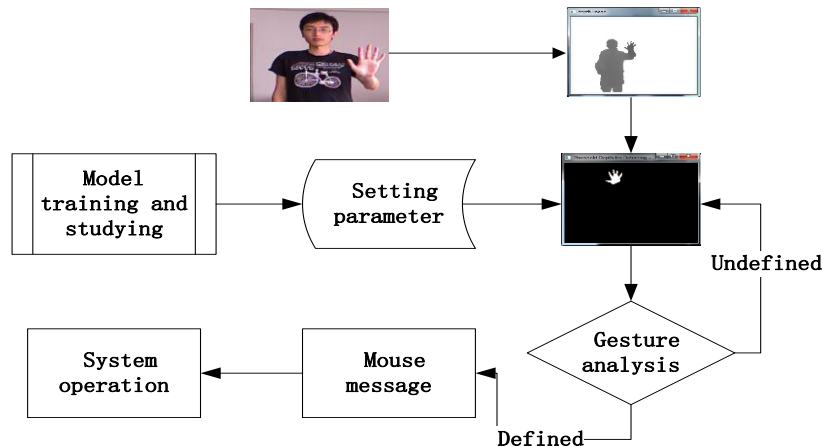 Model
training and
studying
Setting
parameter
Undefined
Gesture
analysis
System
operation
Mouse
message
Defined